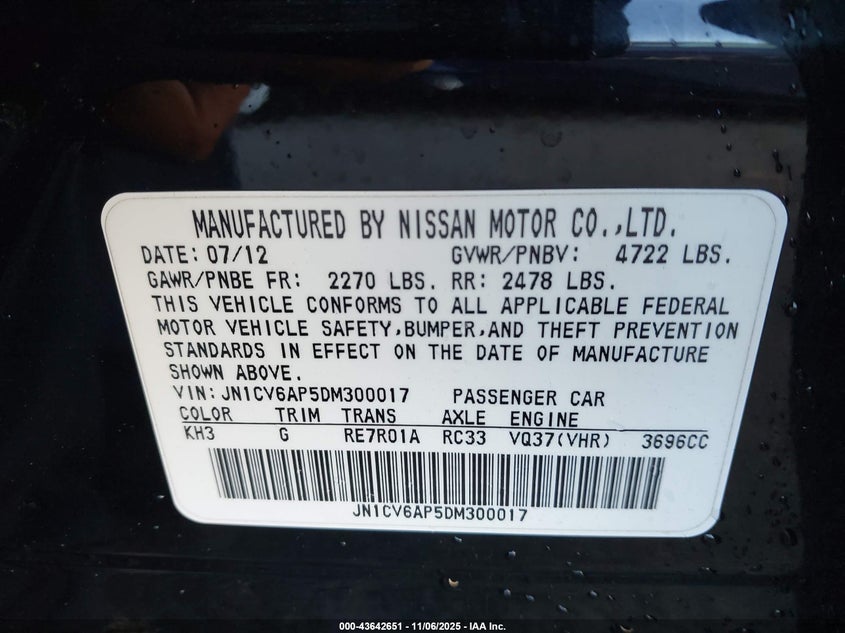 MANUFACTURED BY NISSAN MOTOR CO.,LTD.
DATE: 07/12 GVWR/PNBV: 4722 LBS.
GAWR/PNBE FR: 2270 LBS. RR: 2478 LBS.
THIS VEHICLE CONFORMS TO ALL APPLICABLE FEDERAL
MOTOR VEHICLE SAFETY,BUMPER,AND THEFT PREVENTION
STANDARDS IN EFFECT ON THE DATE OF MANUFACTURE
SHOWN ABOVE.
VIN: JN1CV6AP5DM300017 PASSENGER CAR
COLOR TRIM TRANS AXLE ENGINE
KH3 G RE7R01A RC33 VQ37(VHR) 3696CC
JN1CV6AP5DM300017
000-43642651 - 11/06/2025 - IAA Inc.